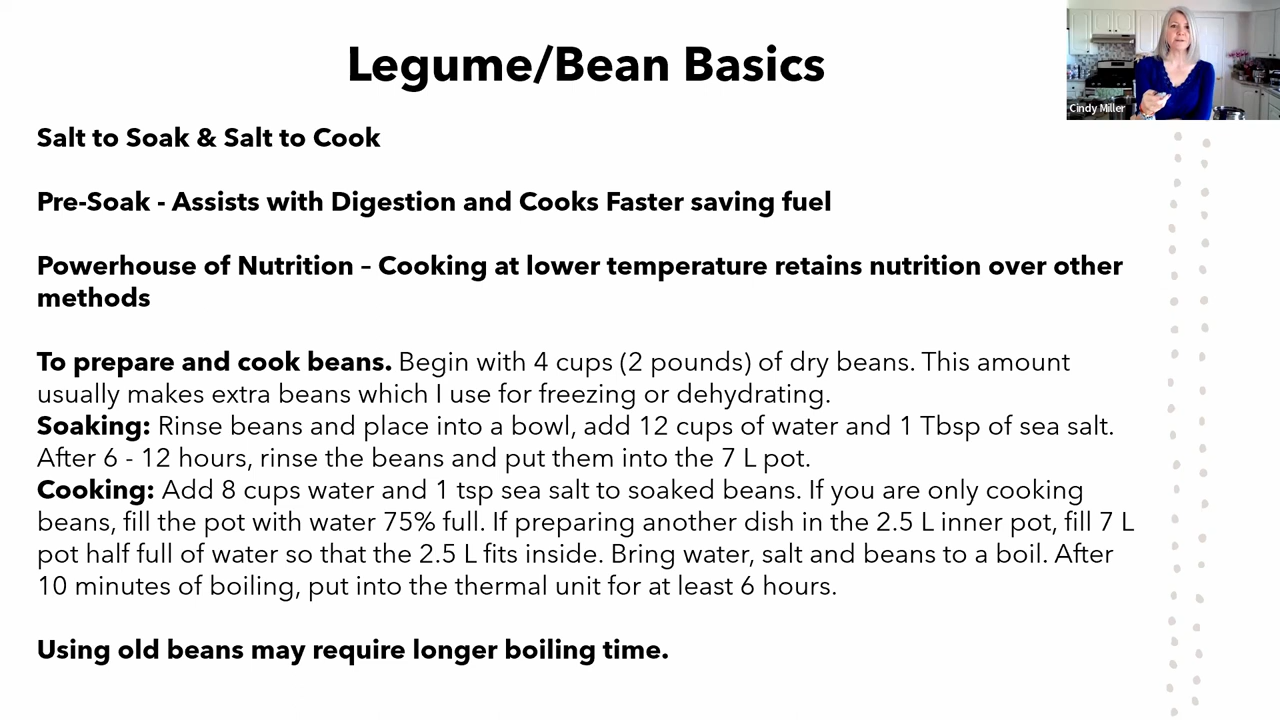 Legume/Bean Basics
Cindy Miller
Salt to Soak & Salt to Cook
Pre-Soak - Assists with Digestion and Cooks Faster saving fuel
Powerhouse of Nutrition – Cooking at lower temperature retains nutrition over other
methods
To prepare and cook beans. Begin with 4 cups (2 pounds) of dry beans. This amount
usually makes extra beans which I use for freezing or dehydrating.
Soaking: Rinse beans and place into a bowl, add 12 cups of water and 1 Tbsp of sea salt.
After 6 - 12 hours, rinse the beans and put them into the 7 L pot.
Cooking: Add 8 cups water and 1 tsp sea salt to soaked beans. If you are only cooking
beans, fill the pot with water 75% full. If preparing another dish in the 2.5 L inner pot, fill 7 L
pot half full of water so that the 2.5 L fits inside. Bring water, salt and beans to a boil. After
10 minutes of boiling, put into the thermal unit for at least 6 hours.
Using old beans may require longer boiling time.